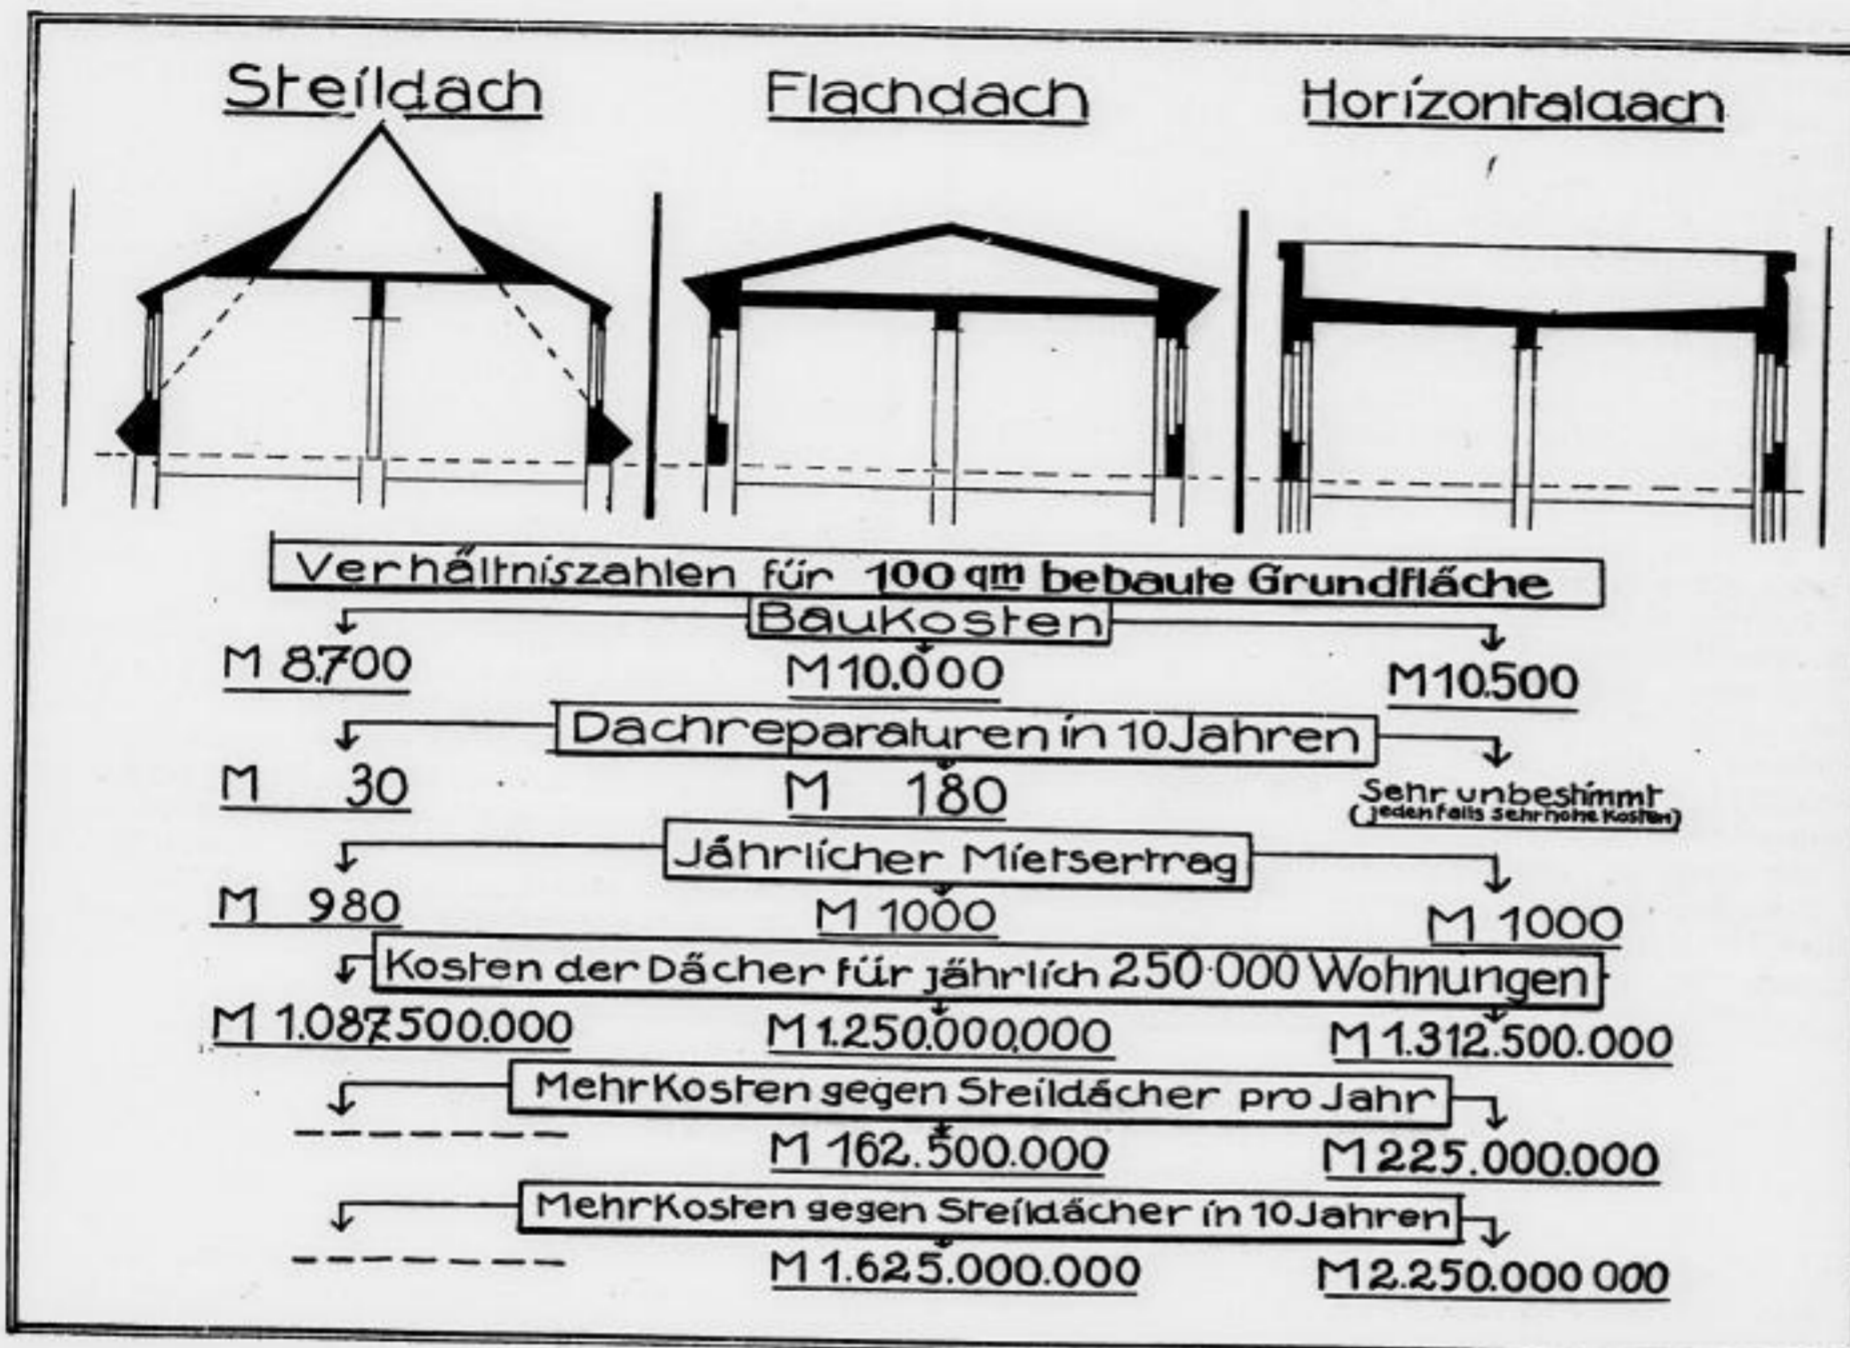 Steildach Flachdach Horizontaldach
Verhältniszahlen für 100 qm bebaute Grundfläche
Baukosten
M 8.700 M 10.000 M 10.500
Dachreparaturen in 10 Jahren
M 30 M 180 Sehr unbestimmt
(jedenfalls sehr hohe Kosten)
Jährlicher Mietsertrag
M 980 M 1000 M 1000
Kosten der Dächer für jährlich 250.000 Wohnungen
M 1.087.500.000 M 1.250.000.000 M 1.312.500.000
Mehrkosten gegen Steildächer pro Jahr
M 162.500.000 M 225.000.000
Mehrkosten gegen Steildächer in 10 Jahren
M 1.625.000.000 M 2.250.000 000